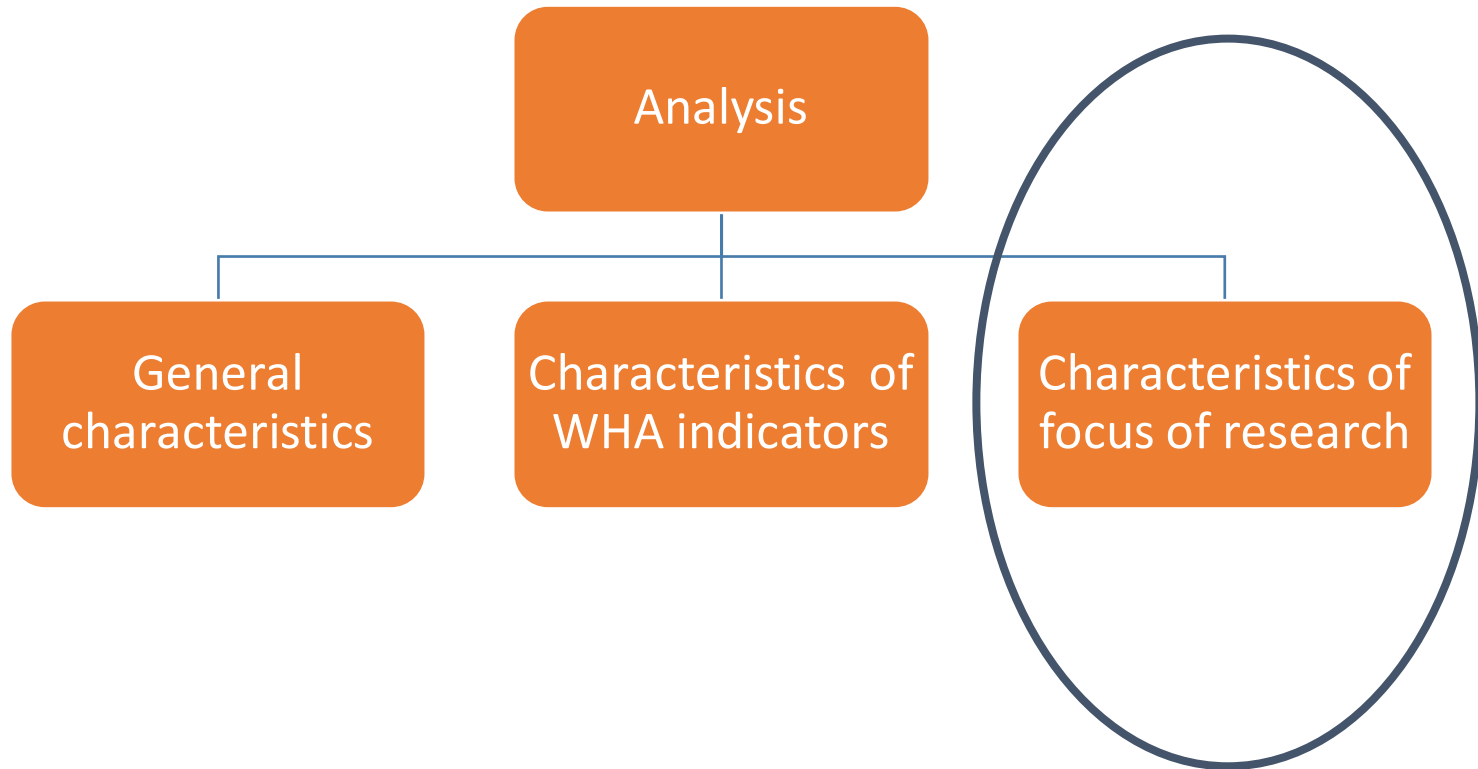 Analysis
General
characteristics
Characteristics of
WHA indicators
Characteristics of
focus of research